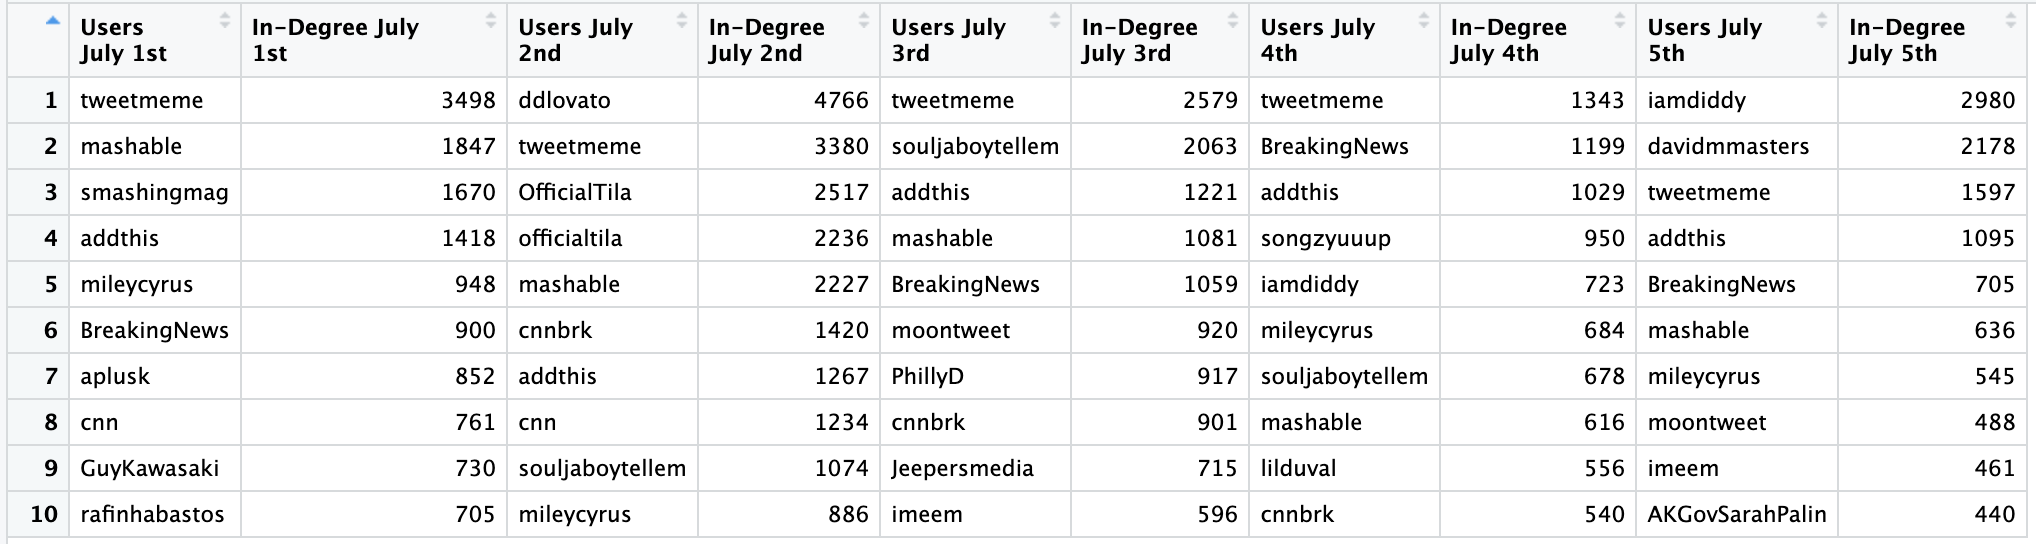 Users July 1st In-Degree July 1st Users July 2nd In-Degree July 2nd Users July 3rd In-Degree July 3rd Users July 4th In-Degree July 4th Users July 5th In-Degree July 5th
1 tweetmeme 3498 ddlovato 4766 tweetmeme 2579 tweetmeme 1343 iamdiddy 2980
2 mashable 1847 tweetmeme 3380 souljaboytellem 2063 BreakingNews 1199 davidmmasters 2178
3 smashingmag 1670 OfficialTila 2517 addthis 1221 addthis 1029 tweetmeme 1597
4 addthis 1418 officialtila 2236 mashable 1081 songzyuuup 950 addthis 1095
5 mileycyrus 948 mashable 2227 BreakingNews 1059 iamdiddy 723 BreakingNews 705
6 BreakingNews 900 cnnbrk 1420 moontweet 920 mileycyrus 684 mashable 636
7 aplusk 852 addthis 1267 PhillyD 917 souljaboytellem 678 mileycyrus 545
8 cnn 761 cnn 1234 cnnbrk 901 mashable 616 moontweet 488
9 GuyKawasaki 730 souljaboytellem 1074 Jeepersmedia 715 lilduval 556 imeem 461
10 rafinhabastos 705 mileycyrus 886 imeem 596 cnnbrk 540 AKGovSarahPalin 440